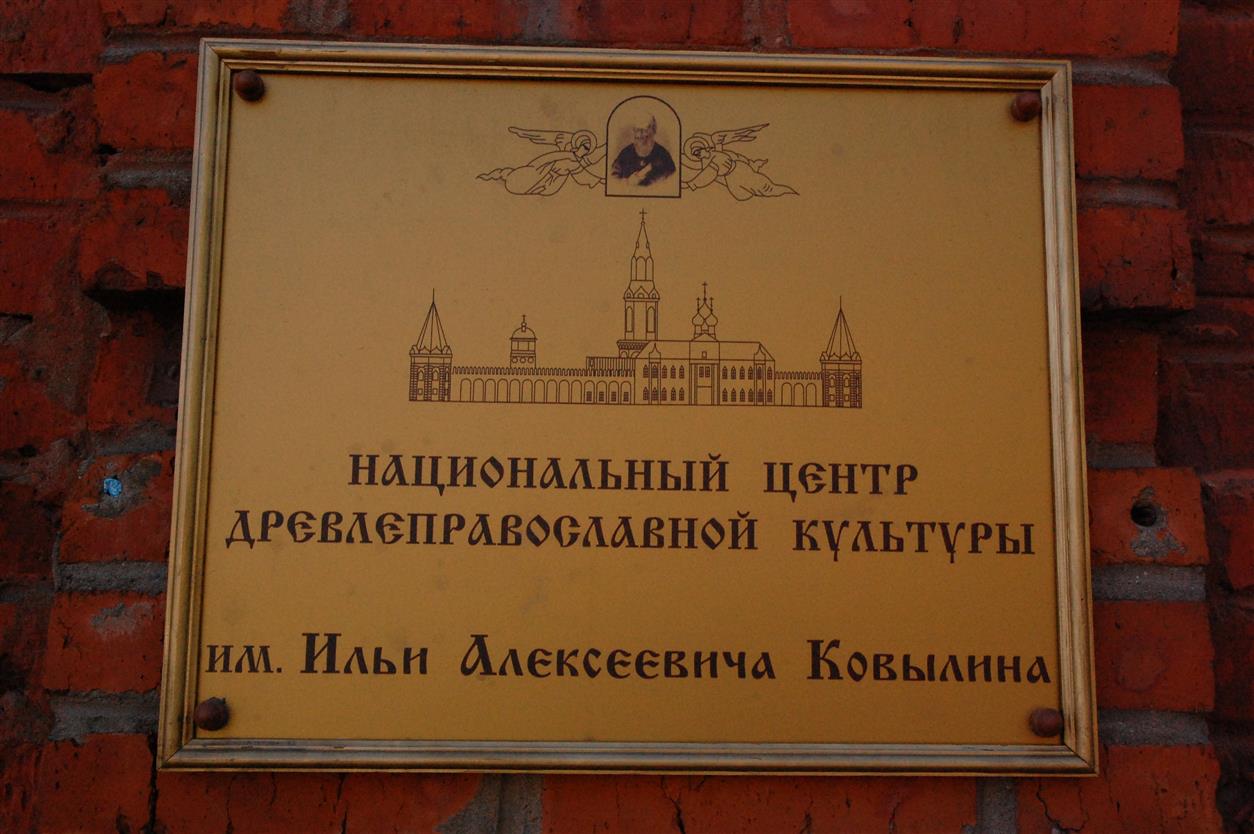 НАЦИОНАЛЬНЫЙ ЦЕНТР
ДРЕВЛЕПРАВОСЛАВНОЙ КУЛЬТУРЫ
им. Ильи Алексеевича Ковылина